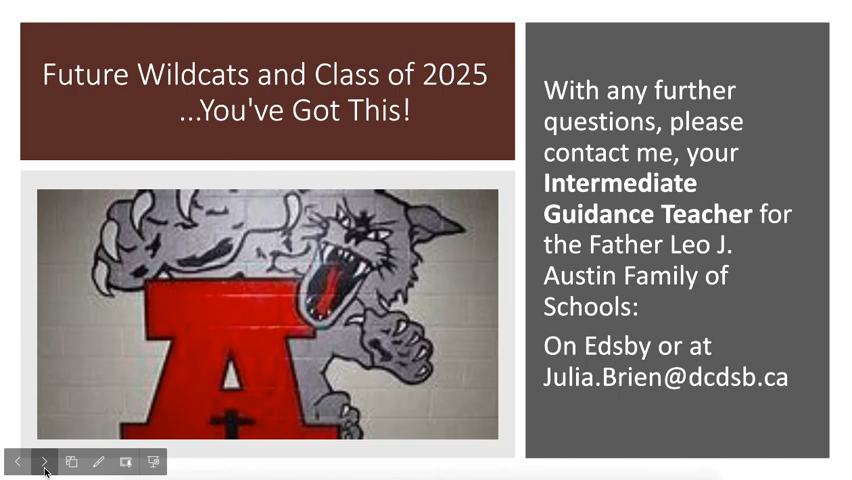 Future Wildcats and Class of 2025
...You've Got This!
A
With any further
questions, please
contact me, your
Intermediate
Guidance Teacher for
the Father Leo J.
Austin Family of
Schools:
On Edsby or at
Julia.Brien@dcdsb.ca